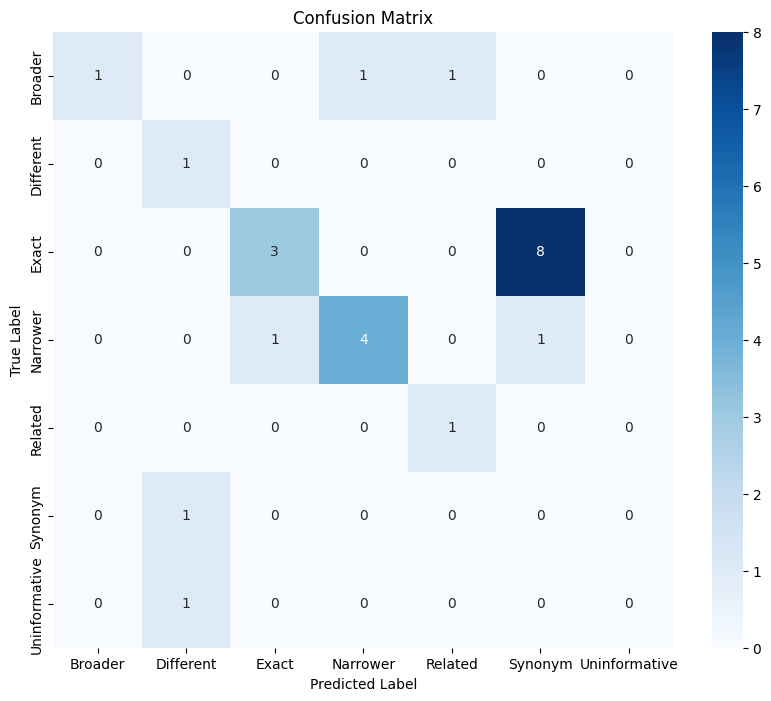 Confusion Matrix
True Label
Broader 1 0 0 1 1 0 0
Different 0 1 0 0 0 0 0
Exact 0 0 3 0 0 8 0
Narrower 0 0 1 4 0 1 0
Related 0 0 0 0 1 0 0
Synonym 0 1 0 0 0 0 0
Uninformative 0 1 0 0 0 0 0
Broader Different Exact Narrower Related Synonym Uninformative
Predicted Label
8
7
6
5
4
3
2
1
0